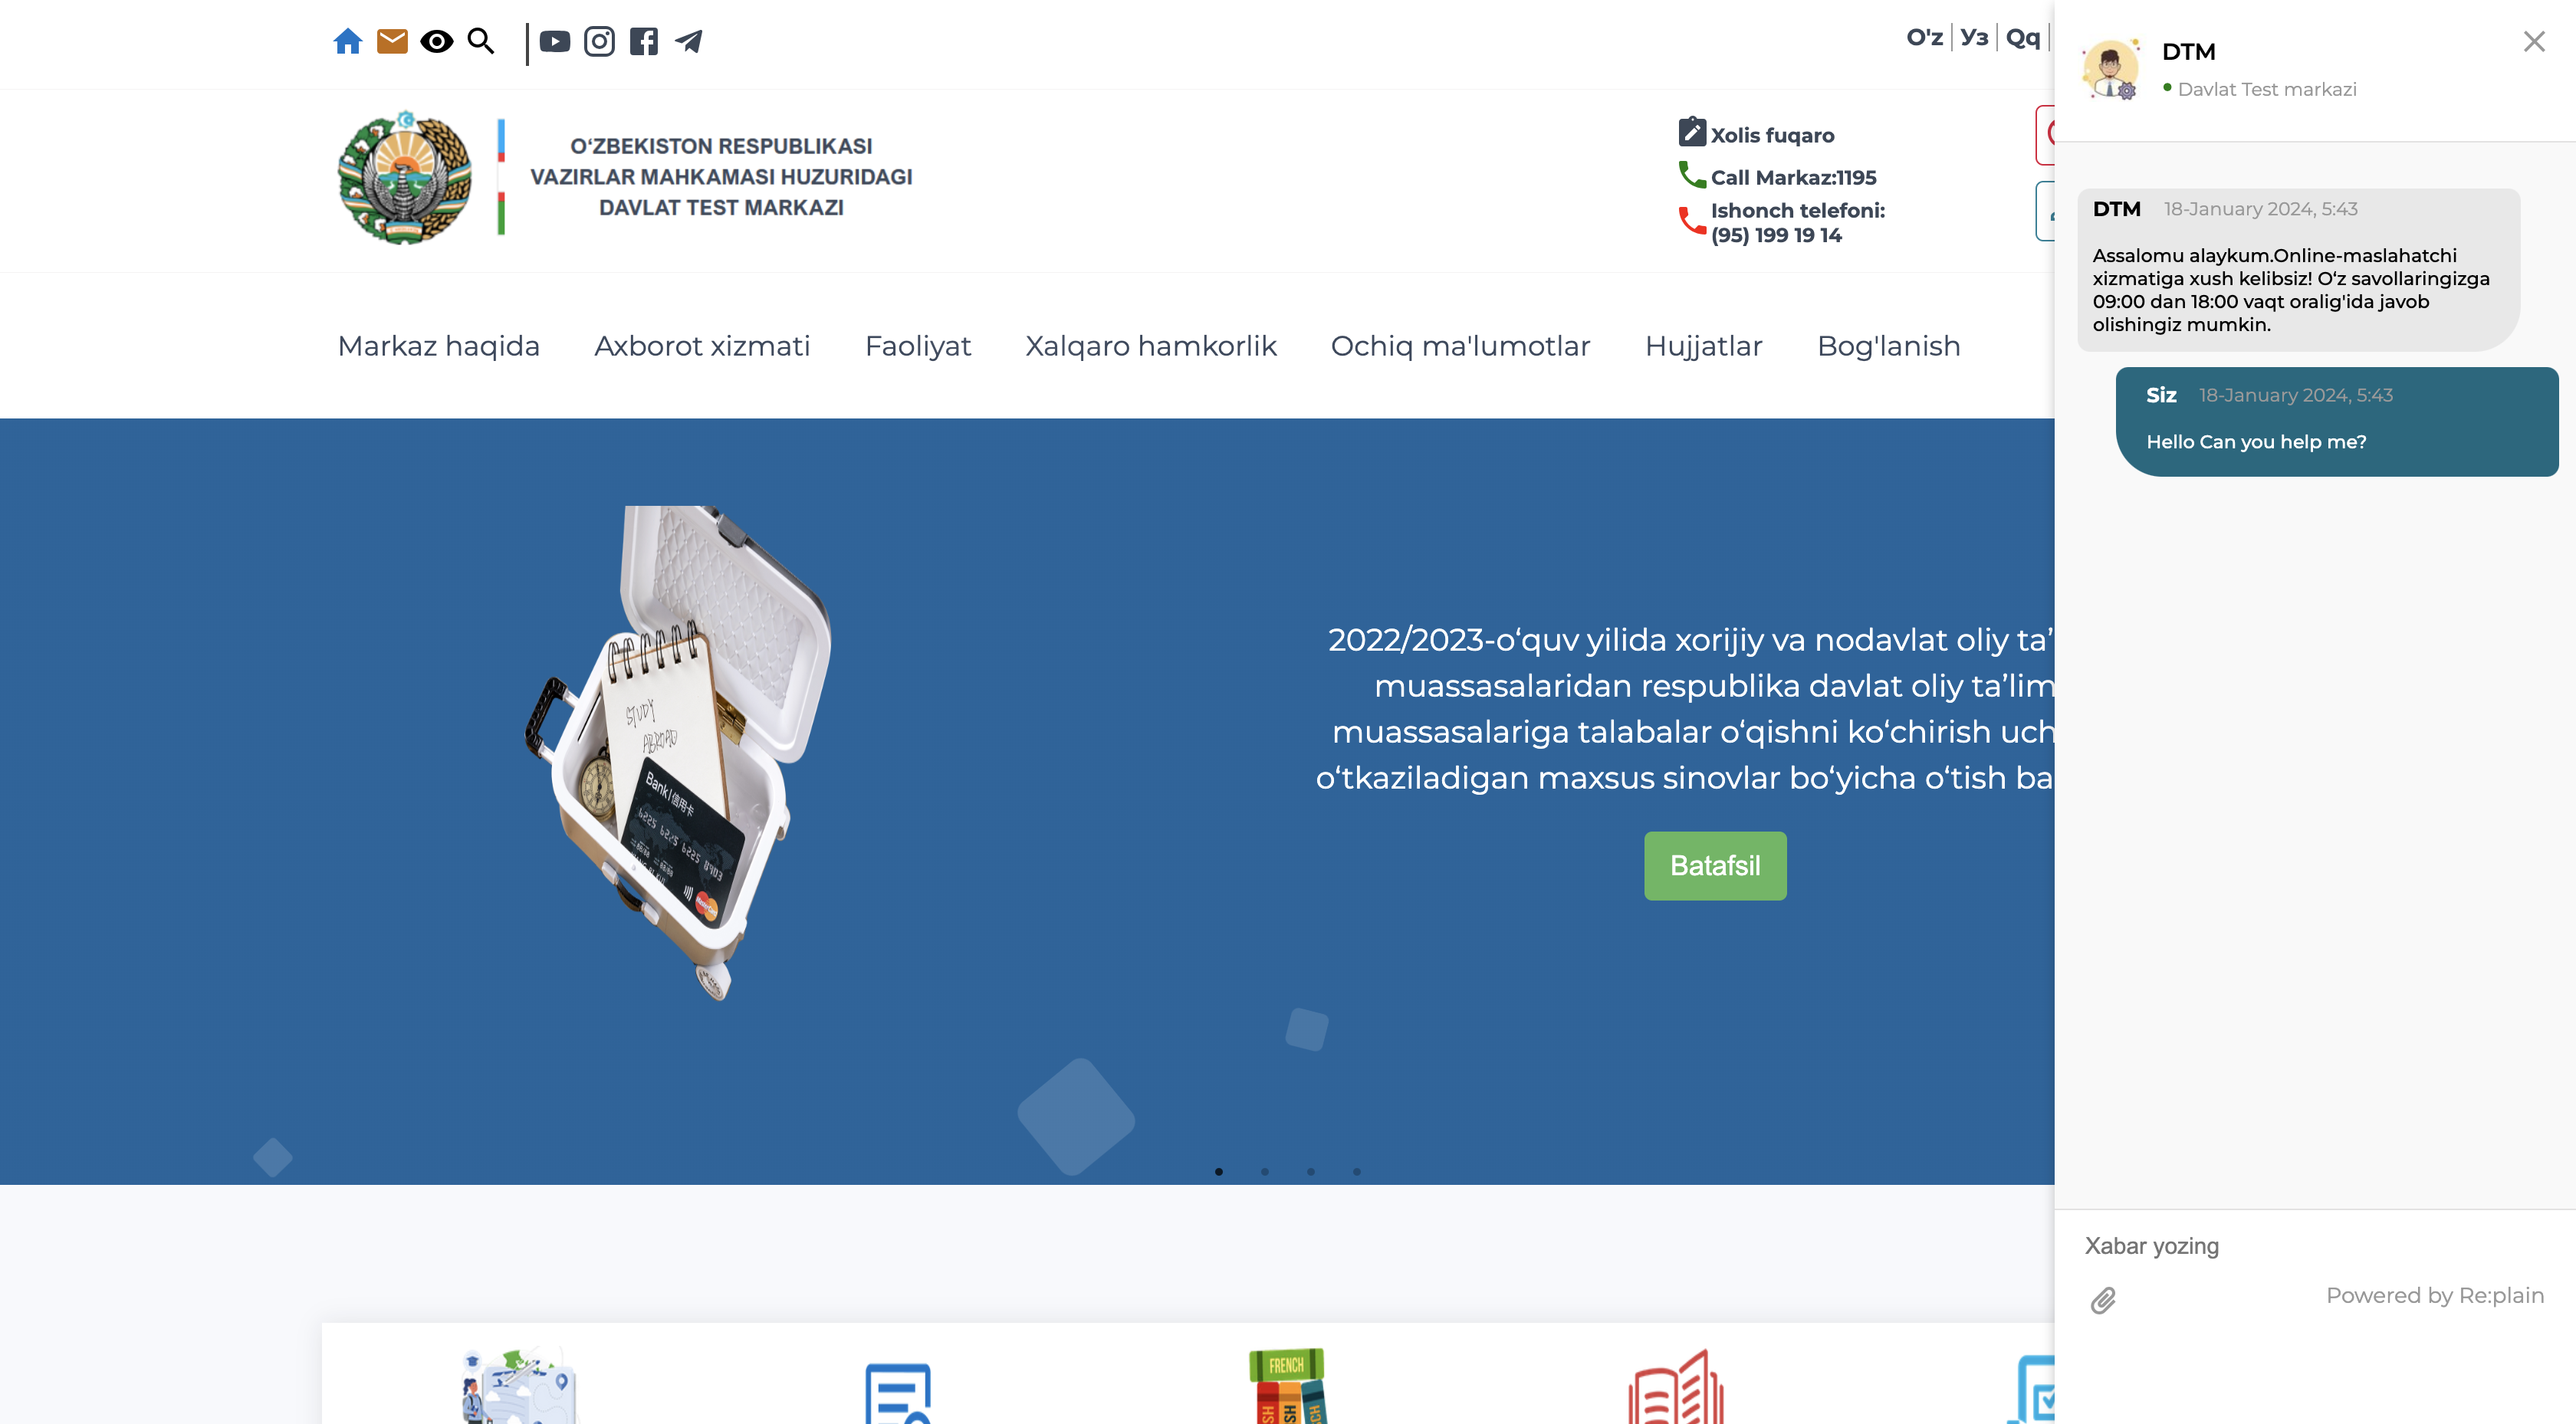 O'z Уз Qq
O‘ZBEKISTON RESPUBLIKASI
VAZIRLAR MAHKAMASI HUZURIDAGI
DAVLAT TEST MARKAZI
Xolis fuqaro
Call Markaz:1195
Ishonch telefoni:
(95) 199 19 14
Markaz haqida Axborot xizmati Faoliyat Xalqaro hamkorlik Ochiq ma'lumotlar Hujjatlar Bog'lanish
STUDY
ABROAD
Bank 信用卡
2022/2023-o‘quv yilida xorijiy va nodavlat oliy ta’
muassasalaridan respublika davlat oliy ta’lim
muassasalariga talabalar o‘qishni ko‘chirish uch
o‘tkaziladigan maxsus sinovlar bo‘yicha o‘tish ba
Batafsil
FRENCH
DTM
Davlat Test markazi
DTM 18-January 2024, 5:43
Assalomu alaykum.Online-maslahatchi
xizmatiga xush kelibsiz! O‘z savollaringizga
09:00 dan 18:00 vaqt oralig'ida javob
olishingiz mumkin.
Siz 18-January 2024, 5:43
Hello Can you help me?
Xabar yozing
Powered by Re:plain